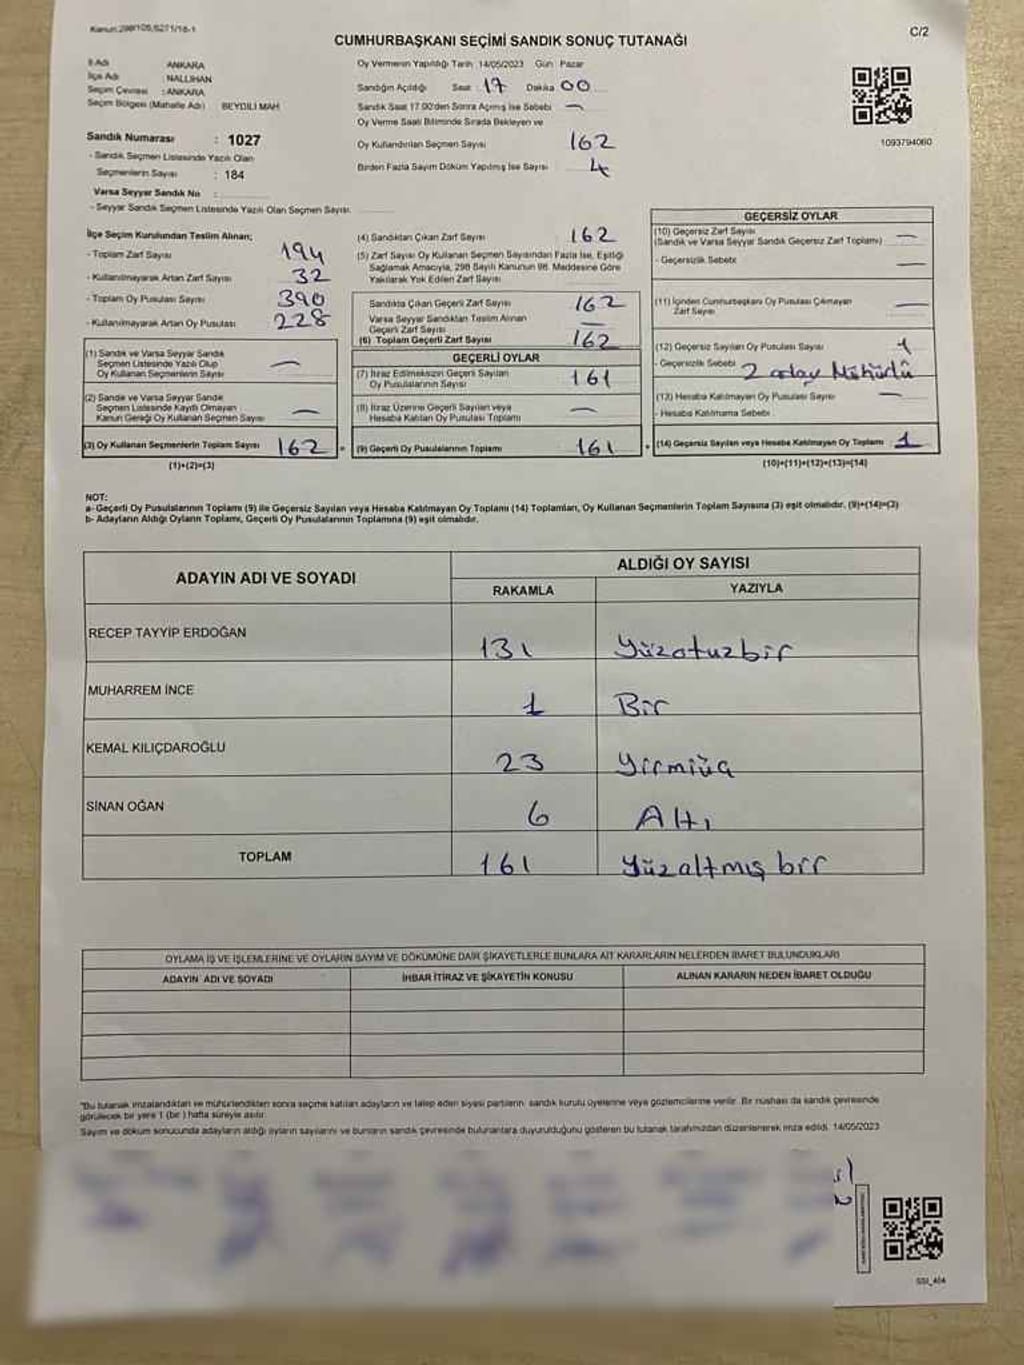 Kanun:298/105,6271/18-1
C/2
CUMHURBAŞKANI SEÇİMİ SANDIK SONUÇ TUTANAĞI
İl Adı ANKARA
İlçe Adı : NALLIHAN
Seçim Çevresi : ANKARA
Seçim Bölgesi (Mahalle Adı) BEYDİLİ MAH
Sandık Numarası : 1027
- Sandık Seçmen Listesinde Yazılı Olan
Seçmenlerin Sayısı : 184
Varsa Seyyar Sandık No :
- Seyyar Sandık Seçmen Listesinde Yazılı Olan Seçmen Sayısı.
Oy Vermenin Yapıldığı Tarih :14/05/2023 Gün : Pazar
Sandığın Açıldığı Saat : 17 Dakika 00
Sandık Saat 17.00'den Sonra Açılmış İse Sebebi —
Oy Verme Saati Bitiminde Sırada Bekleyen ve
Oy Kullandırılan Seçmen Sayısı 162
Birden Fazla Sayım Döküm Yapılmış İse Sayısı 4
1093794060
İlçe Seçim Kurulundan Teslim Alınan;
- Toplam Zarf Sayısı 194
- Kullanılmayarak Artan Zarf Sayısı 32
- Toplam Oy Pusulası Sayısı 390
- Kullanılmayarak Artan Oy Pusulası 228
(1) Sandık ve Varsa Seyyar Sandık
Seçmen Listesinde Yazılı Olup
Oy Kullanan Seçmenlerin Sayısı —
(2) Sandık ve Varsa Seyyar Sandık
Seçmen Listesinde Kayıtlı Olmayan
Kanun Gereği Oy Kullanan Seçmen Sayısı —
(3) Oy Kullanan Seçmenlerin Toplam Sayısı 162 =
(1)+(2)=(3)
(4) Sandıktan Çıkan Zarf Sayısı 162
(5) Zarf Sayısı Oy Kullanan Seçmen Sayısından Fazla İse, Eşitliği
Sağlamak Amacıyla, 298 Sayılı Kanunun 98. Maddesine Göre
Yakılarak Yok Edilen Zarf Sayısı
Sandıkta Çıkan Geçerli Zarf Sayısı 162
Varsa Seyyar Sandıktan Teslim Alınan
Geçerli Zarf Sayısı —
(6) Toplam Geçerli Zarf Sayısı 162
GEÇERLİ OYLAR
(7) İtiraz Edilmeksizin Geçerli Sayılan
Oy Pusulalarının Sayısı 161
(8) İtiraz Üzerine Geçerli Sayılan veya
Hesaba Katılan Oy Pusulası Toplamı —
(9) Geçerli Oy Pusulalarının Toplamı 161 +
GEÇERSİZ OYLAR
(10) Geçersiz Zarf Sayısı —
(Sandık ve Varsa Seyyar Sandık Geçersiz Zarf Toplamı)
- Geçersizlik Sebebi —
(11) İçinden Cumhurbaşkanı Oy Pusulası Çıkmayan
Zarf Sayısı —
(12) Geçersiz Sayılan Oy Pusulası Sayısı 1
- Geçersizlik Sebebi 2 aday Mühürlü
(13) Hesaba Katılmayan Oy Pusulası Sayısı —
- Hesaba Katılmama Sebebi
(14) Geçersiz Sayılan veya Hesaba Katılmayan Oy Toplamı 1
(10)+(11)+(12)+(13)=(14)
NOT:
a- Geçerli Oy Pusulalarının Toplamı (9) ile Geçersiz Sayılan veya Hesaba Katılmayan Oy Toplamı (14) Toplamları, Oy Kullanan Seçmenlerin Toplam Sayısına (3) eşit olmalıdır. (9)+(14)=(3)
b- Adayların Aldığı Oyların Toplamı, Geçerli Oy Pusulalarının Toplamına (9) eşit olmalıdır.
ADAYIN ADI VE SOYADI ALDIĞI OY SAYISI
RAKAMLA YAZIYLA
RECEP TAYYİP ERDOĞAN 131 Yüzotuzbir
MUHARREM İNCE 1 Bir
KEMAL KILIÇDAROĞLU 23 Yirmiüç
SİNAN OĞAN 6 Altı
TOPLAM 161 Yüzaltmış bir
OYLAMA İŞ VE İŞLEMLERİNE VE OYLARIN SAYIM VE DÖKÜMÜNE DAİR ŞİKAYETLERLE BUNLARA AİT KARARLARIN NELERDEN İBARET BULUNDUKLARI
ADAYIN ADI VE SOYADI İHBAR İTİRAZ VE ŞİKAYETİN KONUSU ALINAN KARARIN NEDEN İBARET OLDUĞU
"Bu tutanak imzalandıktan ve mühürlendikten sonra seçime katılan adayların ve talep eden siyasi partilerin sandık kurulu üyelerine veya gözlemcilerine verilir. Bir nüshası da sandık çevresinde
görülecek bir yere 1 (bir ) hafta süreyle asılır.
Sayım ve döküm sonucunda adayların aldığı oyların sayılarını ve bunların sandık çevresinde bulunanlara duyurulduğunu gösteren bu tutanak tarafımızdan düzenlenerek imza edildi. 14/05/2023
SSI_454